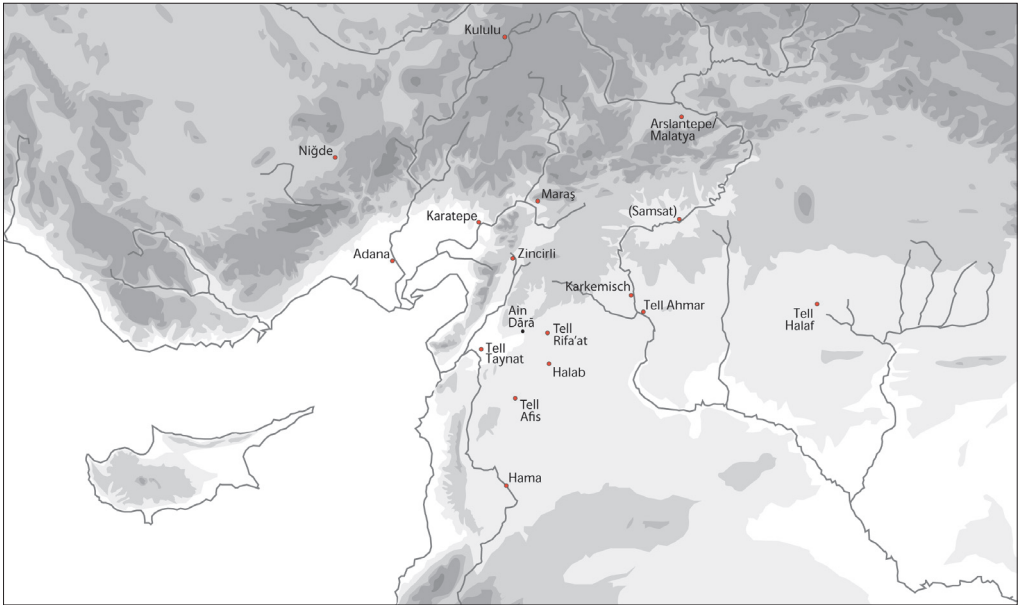 Kululu
Arslantepe/
Malatya
Niğde
Maraş
Karatepe
(Samsat)
Adana
Zincirli
Karkemisch
Tell Ahmar
Ain
Dārā
Tell
Rifa'at
Tell
Halaf
Tell
Taynat
Halab
Tell
Afis
Hama